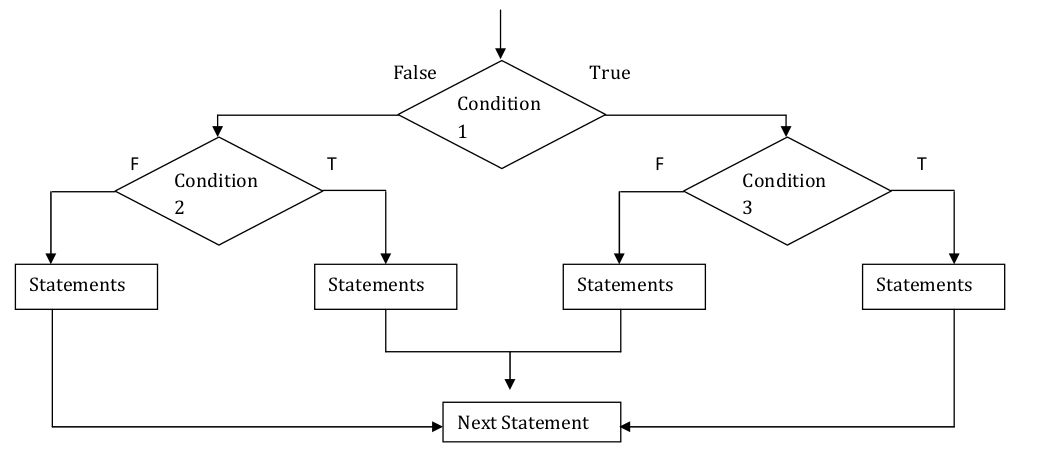 False
True
Condition
1
F
T
Condition
2
F
T
Condition
3
Statements
Statements
Statements
Statements
Next Statement